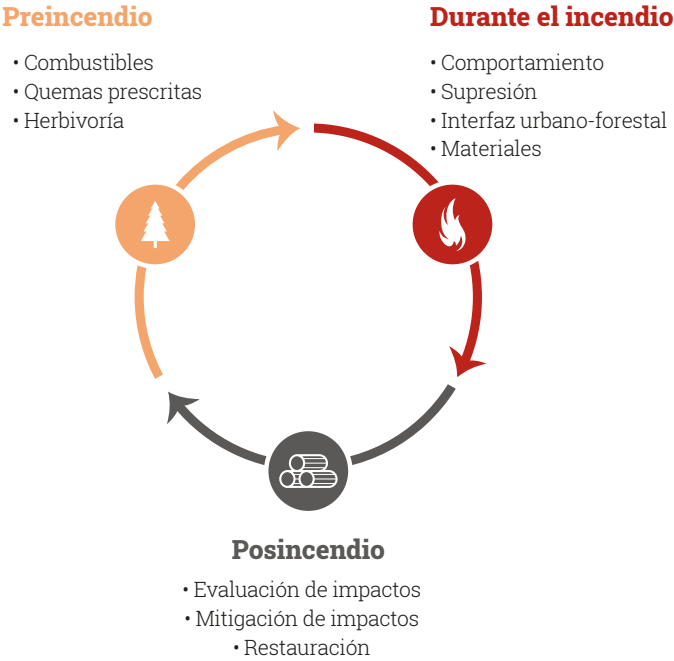 Preincendio
• Combustibles
• Quemas prescritas
• Herbivoría
Durante el incendio
• Comportamiento
• Supresión
• Interfaz urbano-forestal
• Materiales
Posincendio
• Evaluación de impactos
• Mitigación de impactos
• Restauración